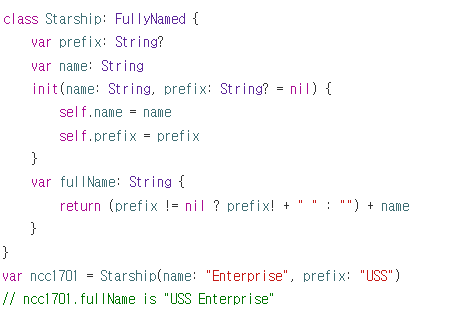 class Starship: FullyNamed {
    var prefix: String?
    var name: String
    init(name: String, prefix: String? = nil) {
        self.name = name
        self.prefix = prefix
    }
    var fullName: String {
        return (prefix != nil ? prefix! + " " : "") + name
    }
}
var ncc1701 = Starship(name: "Enterprise", prefix: "USS")
// ncc1701.fullName is "USS Enterprise"